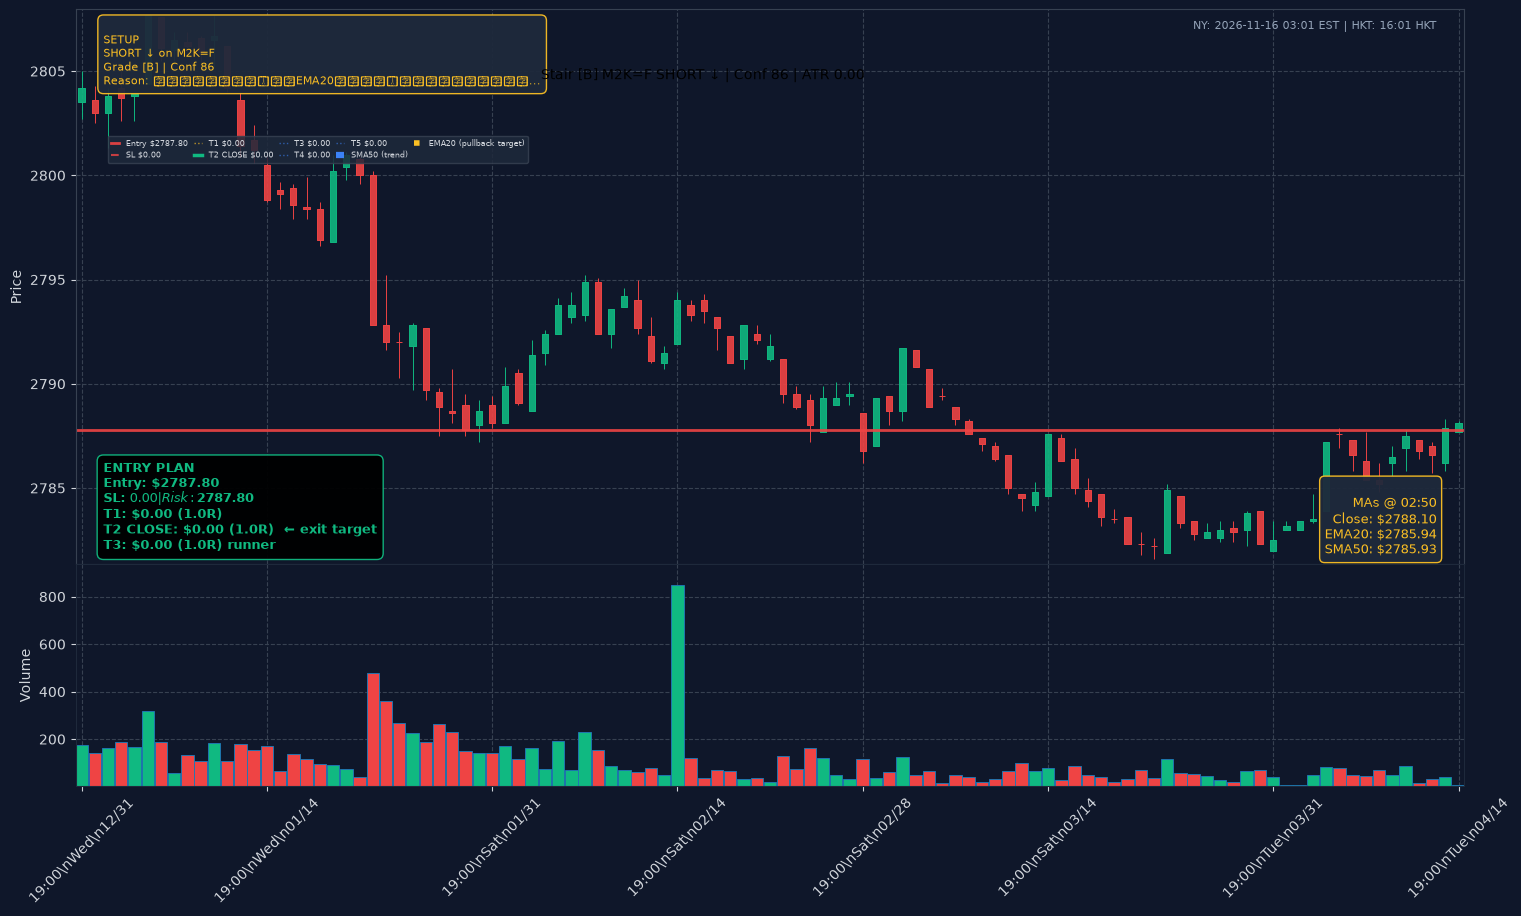 NY: 2026-11-16 03:01 EST | HKT: 16:01 HKT
SETUP
SHORT ↓ on M2K=F
Grade [B] | Conf 86
Reason: EMA20...
Stair [B] M2K=F SHORT ↓ | Conf 86 | ATR 0.00
Entry $2787.80
SL $0.00
T1 $0.00
T2 CLOSE $0.00
T3 $0.00
T4 $0.00
T5 $0.00
SMA50 (trend)
EMA20 (pullback target)
Price
2805
2800
2795
2790
2785
ENTRY PLAN
Entry: $2787.80
SL: 0.00|Risk:2787.80
T1: $0.00 (1.0R)
T2 CLOSE: $0.00 (1.0R) ← exit target
T3: $0.00 (1.0R) runner
MAs @ 02:50
Close: $2788.10
EMA20: $2785.94
SMA50: $2785.93
Volume
800
600
400
200
19:00\nWed\n12/31
19:00\nWed\n01/14
19:00\nSat\n01/31
19:00\nSat\n02/14
19:00\nSat\n02/28
19:00\nSat\n03/14
19:00\nTue\n03/31
19:00\nTue\n04/14